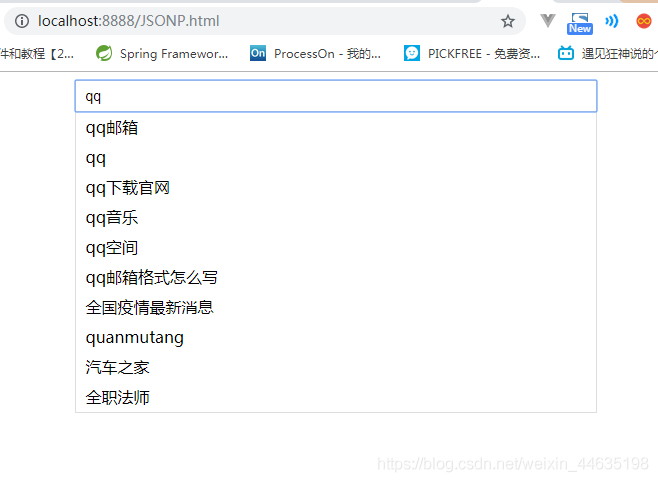 localhost:8888/JSONP.html
New
件和教程【2... Spring Framewor... On ProcessOn - 我的... PICKFREE - 免费资... 遇见狂神说的个
qq
qq邮箱
qq
qq下载官网
qq音乐
qq空间
qq邮箱格式怎么写
全国疫情最新消息
quanmutang
汽车之家
全职法师
https://blog.csdn.net/weixin_44635198